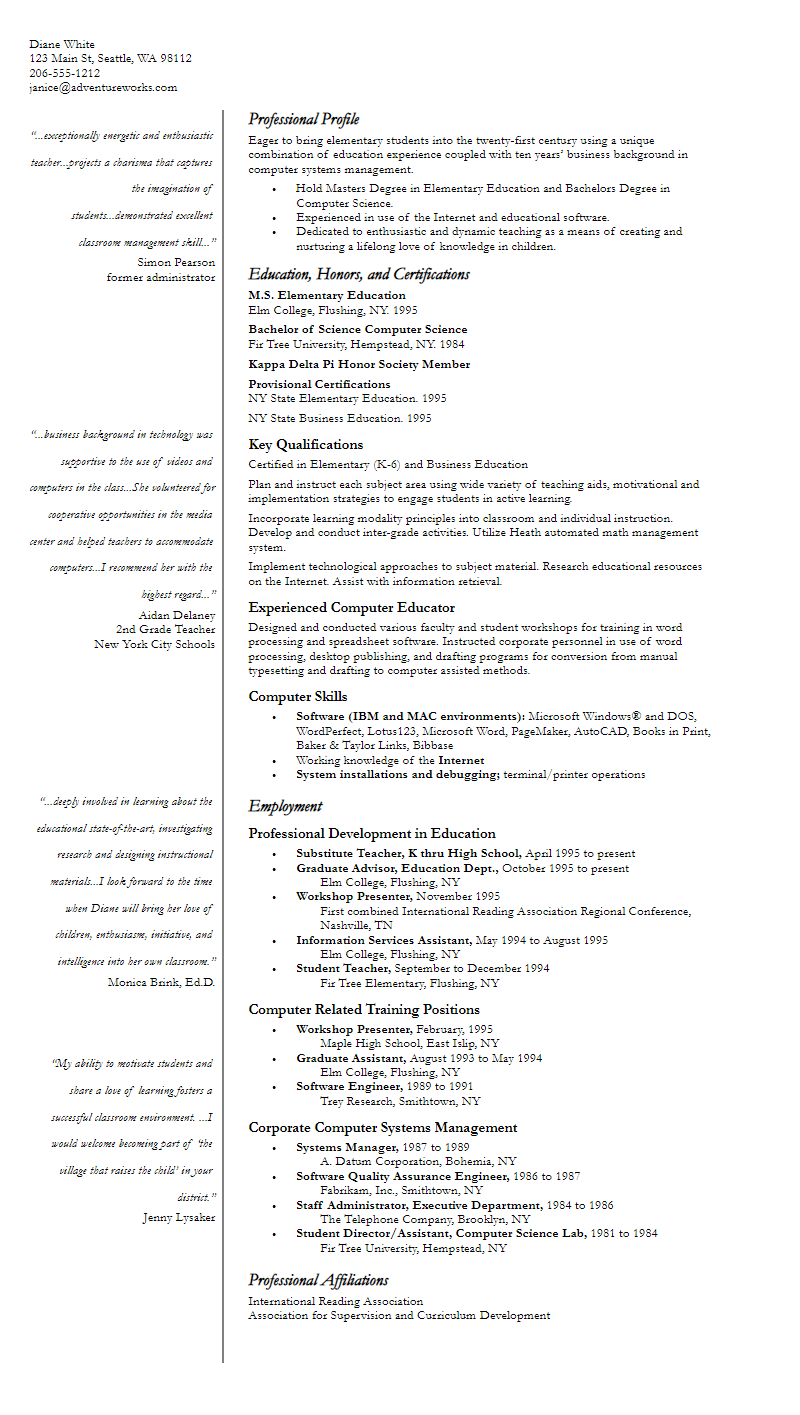 Diane White
123 Main St, Seattle, WA 98112
206-555-1212
janice@adventureworks.com
“...exceptionally energetic and enthusiastic
teacher...projects a charisma that captures
the imagination of
students...demonstrated excellent
classroom management skill...”
Simon Pearson
former administrator
“...business background in technology was
supportive to the use of videos and
computers in the class...She volunteered for
cooperative opportunities in the media
center and helped teachers to accommodate
computers...I recommend her with the
highest regard...”
Aidan Delaney
2nd Grade Teacher
New York City Schools
“...deeply involved in learning about the
educational state-of-the-art, investigating
research and designing instructional
materials...I look forward to the time
when Diane will bring her love of
children, enthusiasm, initiative, and
intelligence into her own classroom.”
Monica Brink, Ed.D.
“My ability to motivate students and
share a love of learning fosters a
successful classroom environment. ...I
would welcome becoming part of ‘the
village that raises the child’ in your
district.”
Jenny Lysaker
Professional Profile
Eager to bring elementary students into the twenty-first century using a unique
combination of education experience coupled with ten years’ business background in
computer systems management.
• Hold Masters Degree in Elementary Education and Bachelors Degree in
Computer Science.
• Experienced in use of the Internet and educational software.
• Dedicated to enthusiastic and dynamic teaching as a means of creating and
nurturing a lifelong love of knowledge in children.
Education, Honors, and Certifications
M.S. Elementary Education
Elm College, Flushing, NY. 1995
Bachelor of Science Computer Science
Fir Tree University, Hempstead, NY. 1984
Kappa Delta Pi Honor Society Member
Provisional Certifications
NY State Elementary Education. 1995
NY State Business Education. 1995
Key Qualifications
Certified in Elementary (K-6) and Business Education
Plan and instruct each subject area using wide variety of teaching aids, motivational and
implementation strategies to engage students in active learning.
Incorporate learning modality principles into classroom and individual instruction.
Develop and conduct inter-grade activities. Utilize Heath automated math management
system.
Implement technological approaches to subject material. Research educational resources
on the Internet. Assist with information retrieval.
Experienced Computer Educator
Designed and conducted various faculty and student workshops for training in word
processing and spreadsheet software. Instructed corporate personnel in use of word
processing, desktop publishing, and drafting programs for conversion from manual
typesetting and drafting to computer assisted methods.
Computer Skills
• Software (IBM and MAC environments): Microsoft Windows® and DOS,
WordPerfect, Lotus123, Microsoft Word, PageMaker, AutoCAD, Books in Print,
Baker & Taylor Links, Bibbase
• Working knowledge of the Internet
• System installations and debugging; terminal/printer operations
Employment
Professional Development in Education
• Substitute Teacher, K thru High School, April 1995 to present
• Graduate Advisor, Education Dept., October 1995 to present
Elm College, Flushing, NY
• Workshop Presenter, November 1995
First combined International Reading Association Regional Conference,
Nashville, TN
• Information Services Assistant, May 1994 to August 1995
Elm College, Flushing, NY
• Student Teacher, September to December 1994
Fir Tree Elementary, Flushing, NY
Computer Related Training Positions
• Workshop Presenter, February, 1995
Maple High School, East Islip, NY
• Graduate Assistant, August 1993 to May 1994
Elm College, Flushing, NY
• Software Engineer, 1989 to 1991
Trey Research, Smithtown, NY
Corporate Computer Systems Management
• Systems Manager, 1987 to 1989
A. Datum Corporation, Bohemia, NY
• Software Quality Assurance Engineer, 1986 to 1987
Fabrikam, Inc., Smithtown, NY
• Staff Administrator, Executive Department, 1984 to 1986
The Telephone Company, Brooklyn, NY
• Student Director/Assistant, Computer Science Lab, 1981 to 1984
Fir Tree University, Hempstead, NY
Professional Affiliations
International Reading Association
Association for Supervision and Curriculum Development